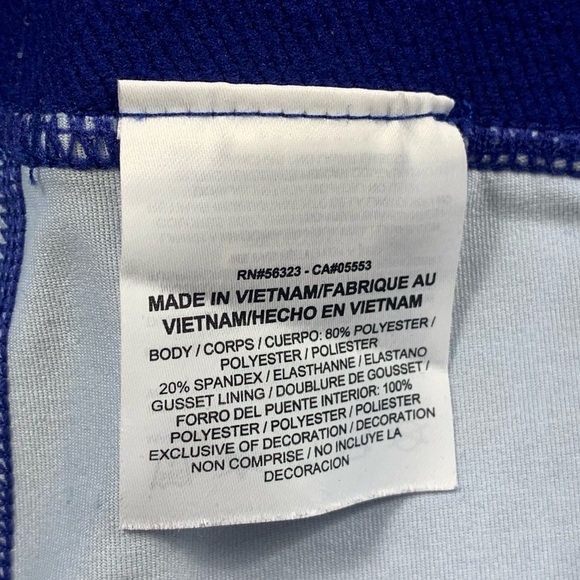 RN#56323 - CA#05553
MADE IN VIETNAM/FABRIQUE AU
VIETNAM/HECHO EN VIETNAM
BODY / CORPS / CUERPO: 80% POLYESTER /
POLYESTER / POLIESTER
20% SPANDEX / ELASTHANNE / ELASTANO
GUSSET LINING / DOUBLURE DE GOUSSET /
FORRO DEL PUENTE INTERIOR: 100%
POLYESTER / POLYESTER / POLIESTER
EXCLUSIVE OF DECORATION / DECORATION
NON COMPRISE / NO INCLUYE LA
DECORACION